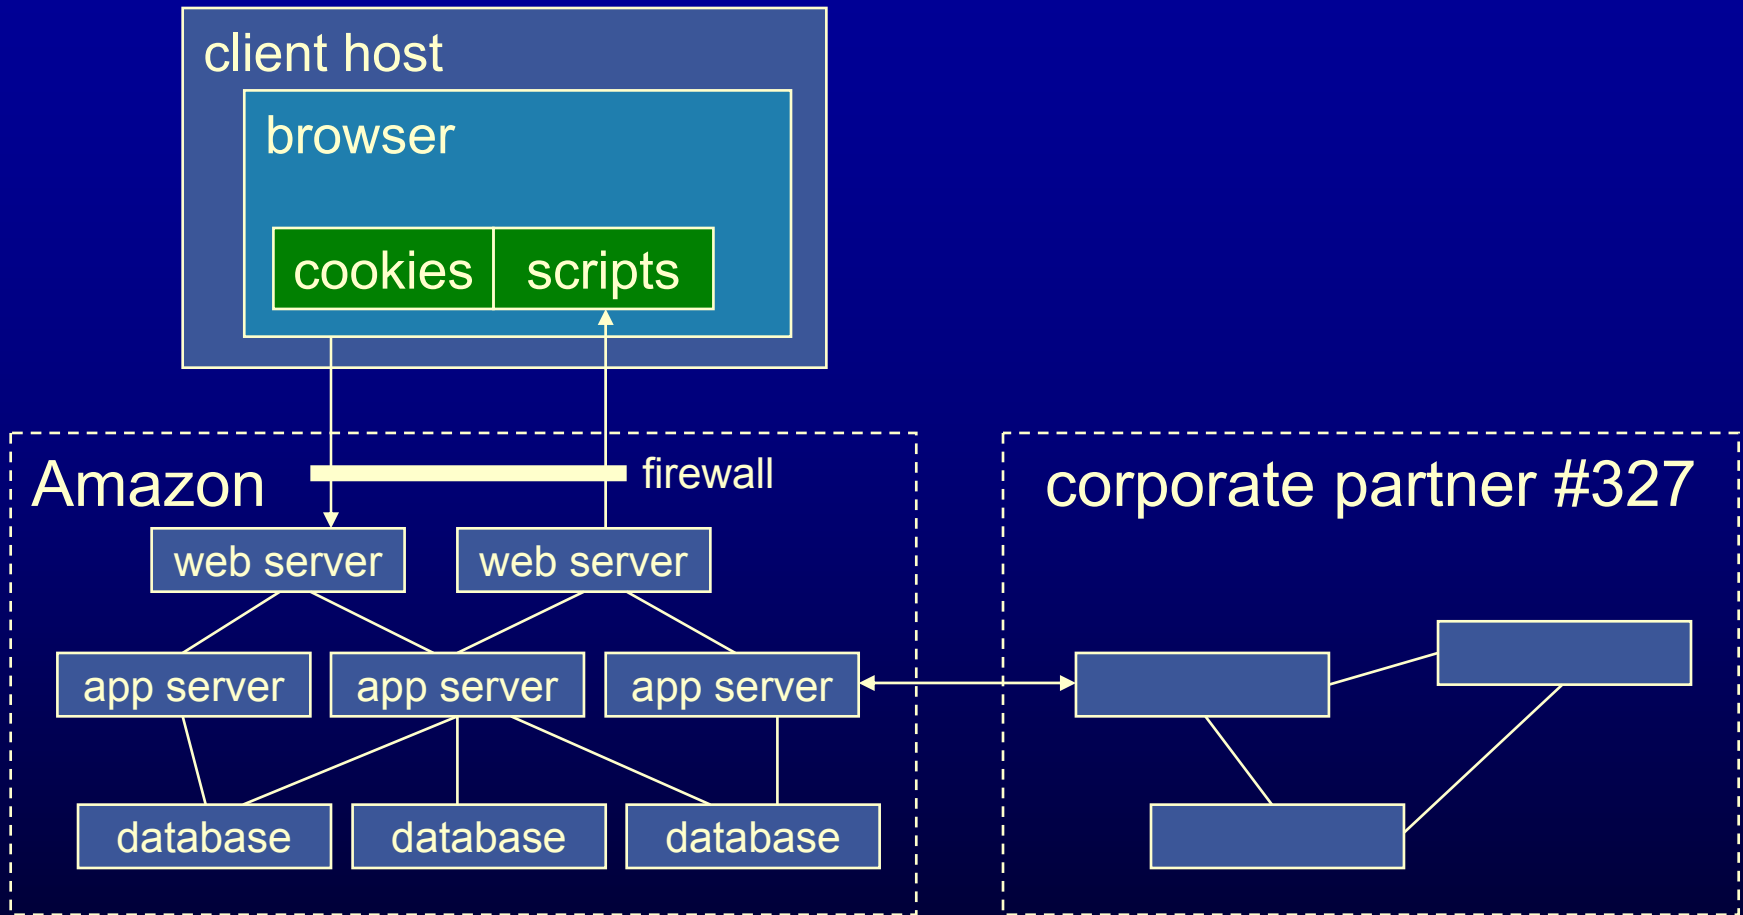 client host
browser
cookies scripts
Amazon
firewall
corporate partner #327
web server web server
app server app server app server
database database database